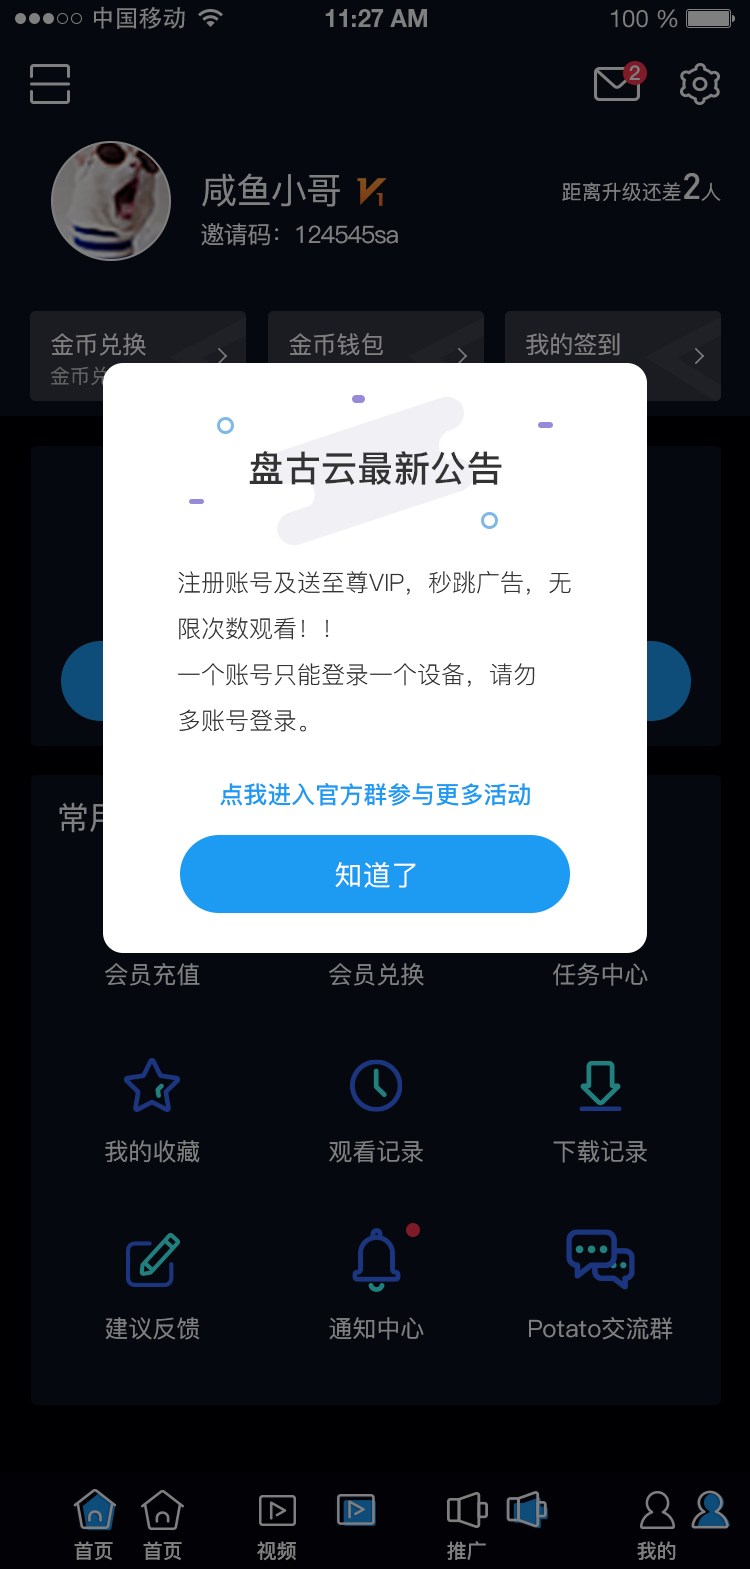 中国移动
11:27 AM
100 %
2
咸鱼小哥 V1
距离升级还差2人
邀请码：124545sa
金币兑换
金币钱包
我的签到
金币兑
盘古云最新公告
注册账号及送至尊VIP，秒跳广告，无
限次数观看！！
一个账号只能登录一个设备，请勿
多账号登录。
点我进入官方群参与更多活动
知道了
常用
会员充值
会员兑换
任务中心
我的收藏
观看记录
下载记录
建议反馈
通知中心
Potato交流群
首页
首页
视频
推广
我的